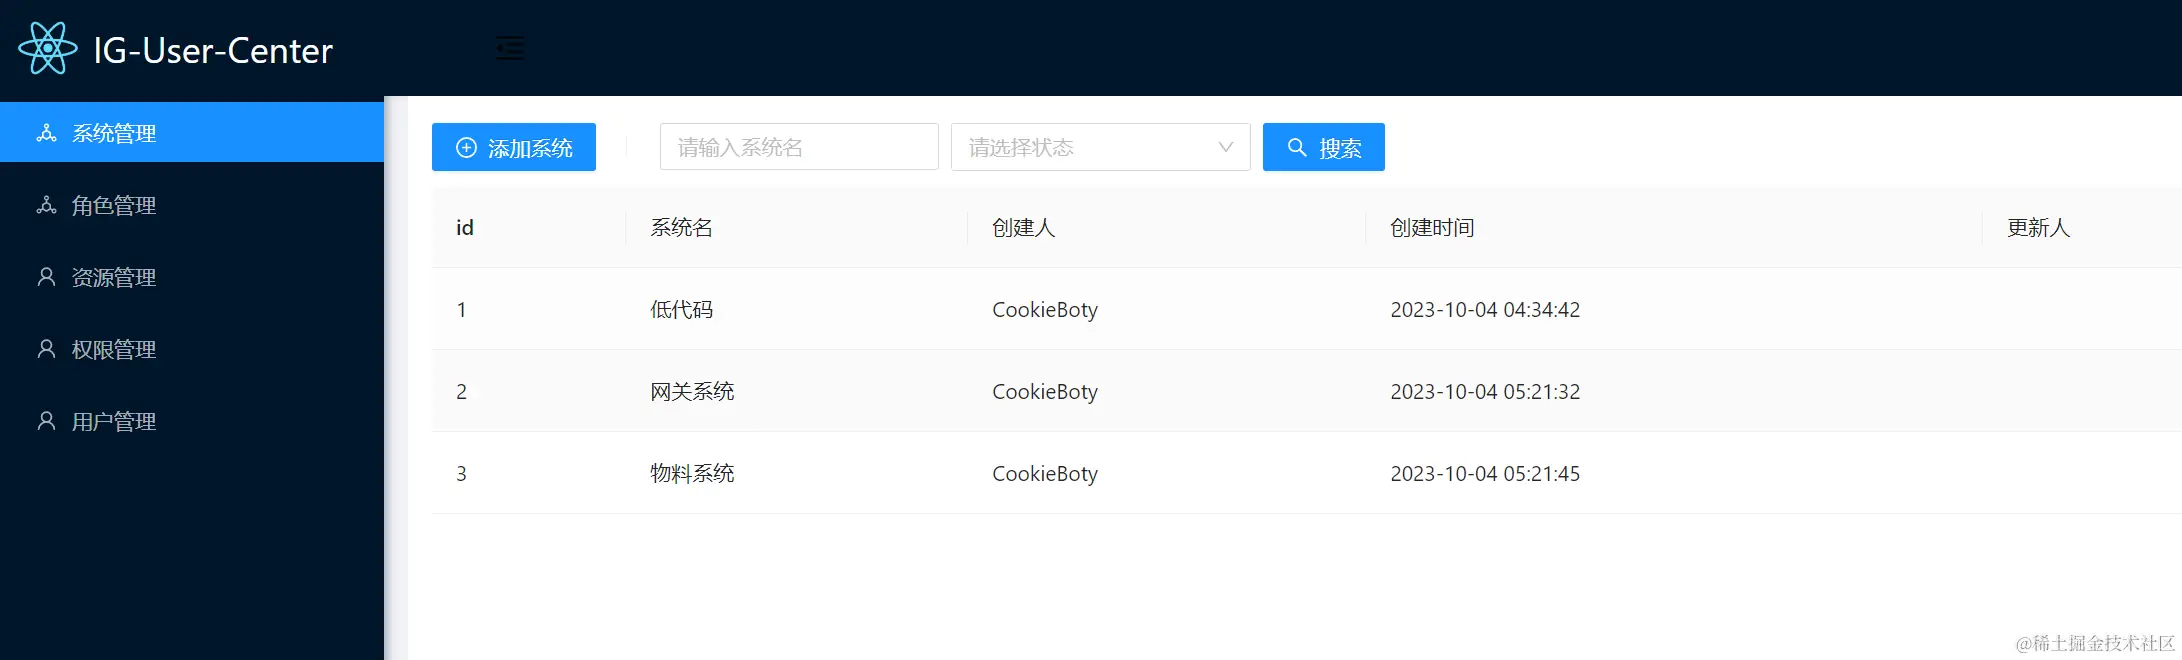 IG-User-Center
系统管理
角色管理
资源管理
权限管理
用户管理
添加系统 请输入系统名 请选择状态 搜索
id 系统名 创建人 创建时间 更新人
1 低代码 CookieBoty 2023-10-04 04:34:42
2 网关系统 CookieBoty 2023-10-04 05:21:32
3 物料系统 CookieBoty 2023-10-04 05:21:45
@稀土掘金技术社区